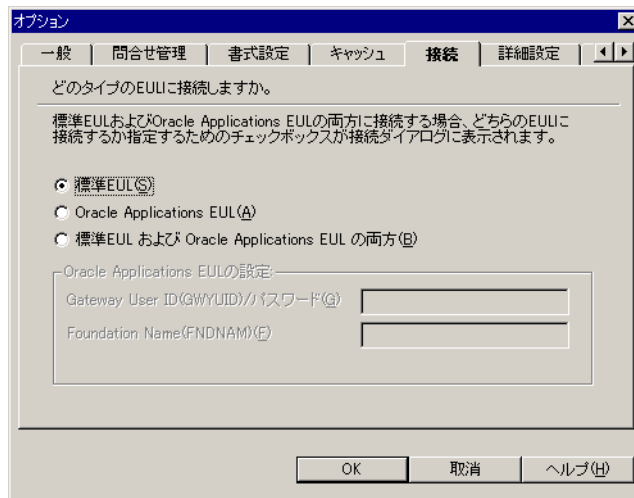 オプション
一般 問合せ管理 書式設定 キャッシュ 接続 詳細設定
どのタイプのEULに接続しますか。
標準EULおよびOracle Applications EULの両方に接続する場合、どちらのEULに
接続するか指定するためのチェックボックスが接続ダイアログに表示されます。
標準EUL(S)
Oracle Applications EUL(A)
標準EUL および Oracle Applications EUL の両方(B)
Oracle Applications EULの設定:
Gateway User ID(GWYUID)/パスワード(G)
Foundation Name(FNDNAM)(F)
OK 取消 ヘルプ(H)